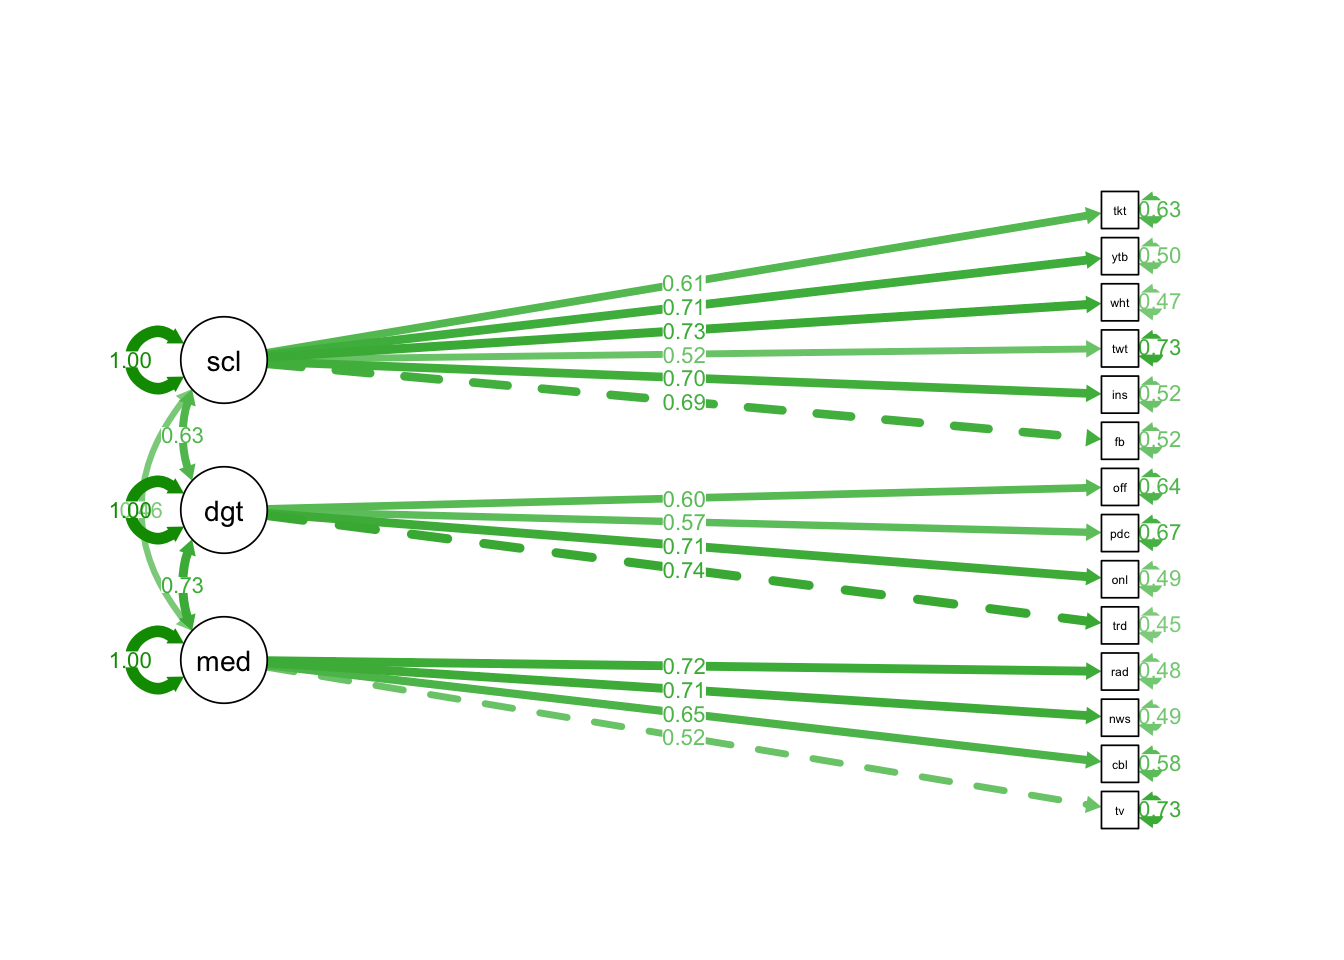 tkt 0.63
ytb 0.50
0.61
0.71
wht 0.47
0.73
twt 0.73
0.52
1.00 scl
0.70
ins 0.52
0.69
0.63
fb 0.52
off 0.64
0.60
1.00 0.46 dgt
0.57
pdc 0.67
0.71
0.74
onl 0.49
0.73
trd 0.45
1.00 med
0.72
rad 0.48
0.71
0.65
nws 0.49
0.52
cbl 0.58
tv 0.73